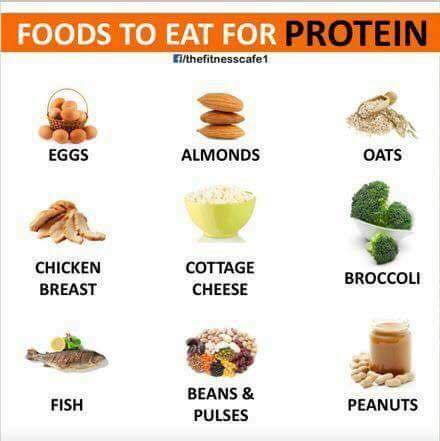 FOODS TO EAT FOR PROTEIN
f/thefitnesscafe1
EGGS
ALMONDS
OATS
CHICKEN
BREAST
COTTAGE
CHEESE
BROCCOLI
FISH
BEANS &
PULSES
PEANUTS